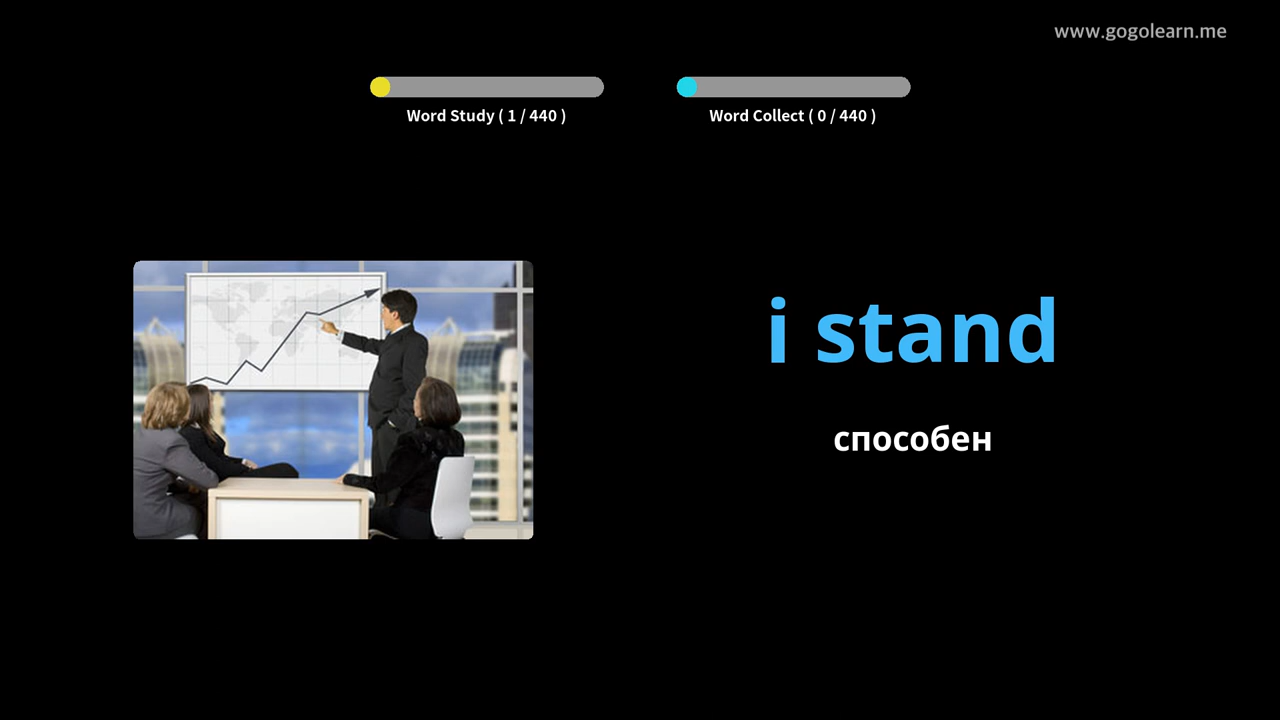 www.gogolearn.me
Word Study ( 1 / 440 )
Word Collect ( 0 / 440 )
i stand
способен